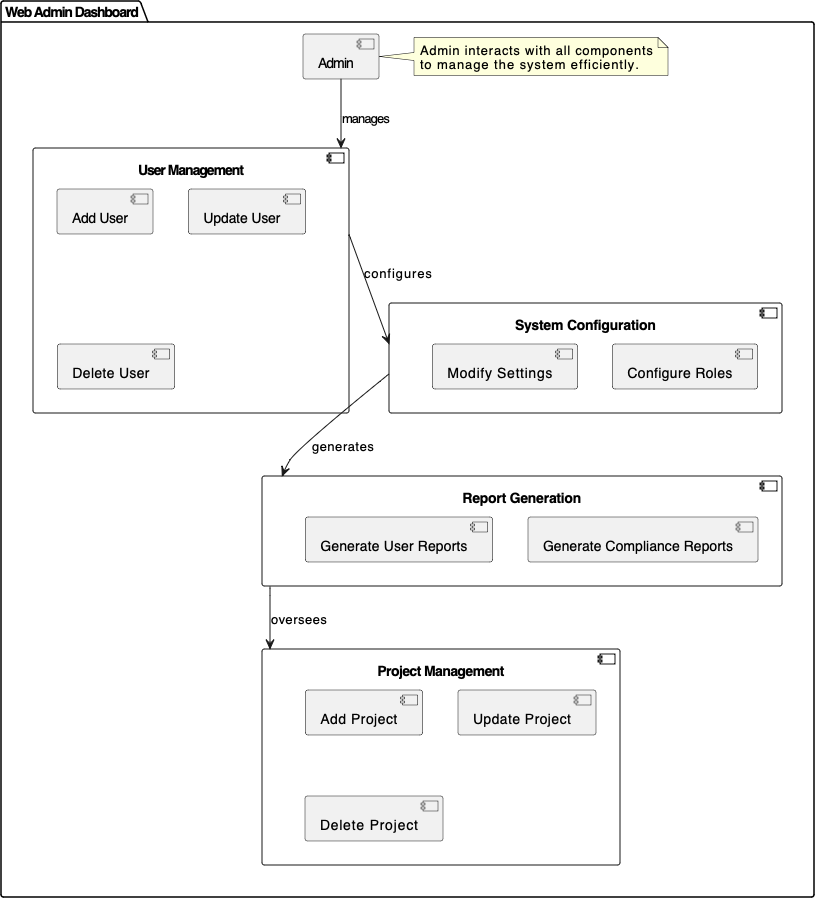 Web Admin Dashboard
Admin
Admin interacts with all components
to manage the system efficiently.
manages
User Management
Add User
Update User
Delete User
configures
System Configuration
Modify Settings
Configure Roles
generates
Report Generation
Generate User Reports
Generate Compliance Reports
oversees
Project Management
Add Project
Update Project
Delete Project